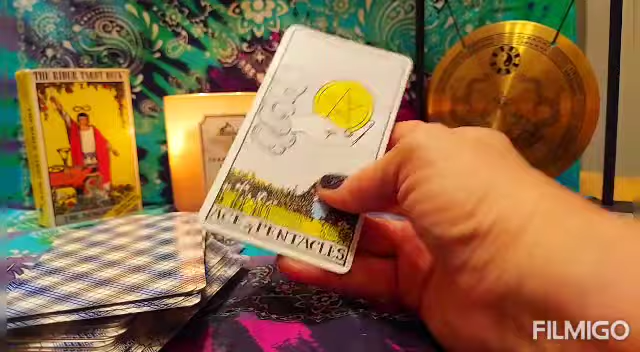 THE RIDER TAROT DECK
ACE of PENTACLES
FILMIGO